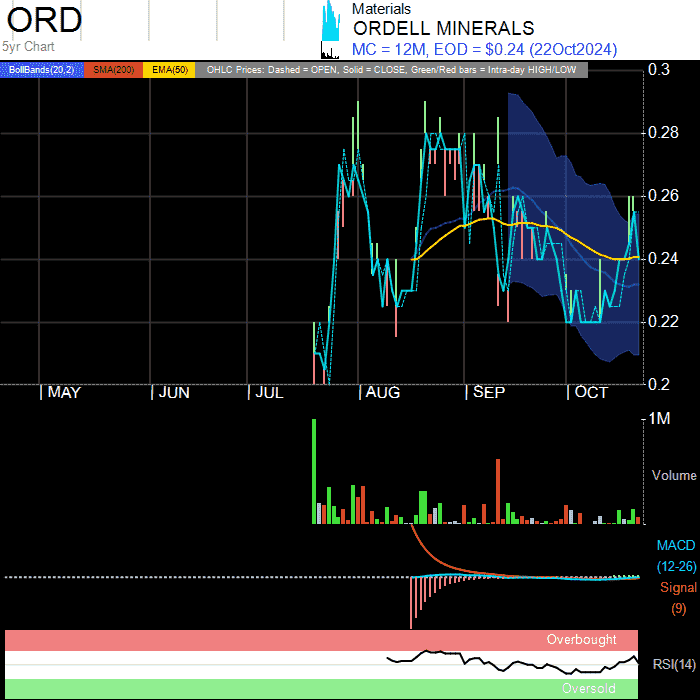 ORD
5yr Chart
Materials
ORDELL MINERALS
MC = 12M, EOD = $0.24 (22Oct2024)
BollBands(20,2) SMA(200) EMA(50) OHLC Prices: Dashed = OPEN, Solid = CLOSE, Green/Red bars = Intra-day HIGH/LOW
0.3
0.28
0.26
0.24
0.22
0.2
MAY JUN JUL AUG SEP OCT
1M
Volume
MACD
(12-26)
Signal
(9)
Overbought
RSI(14)
Oversold